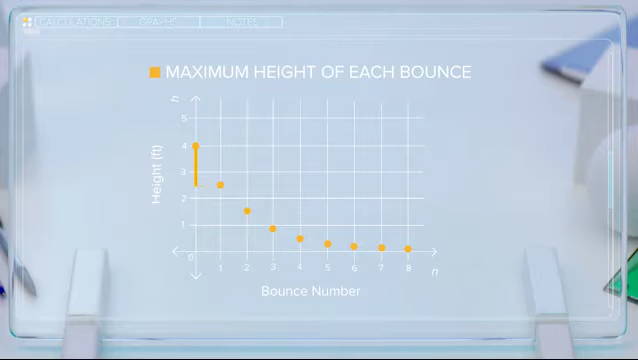 CALCULATIONS GRAPHS NOTES
MAXIMUM HEIGHT OF EACH BOUNCE
h
5
4
3
2
1
0
1 2 3 4 5 6 7 8
n
Height (ft)
Bounce Number